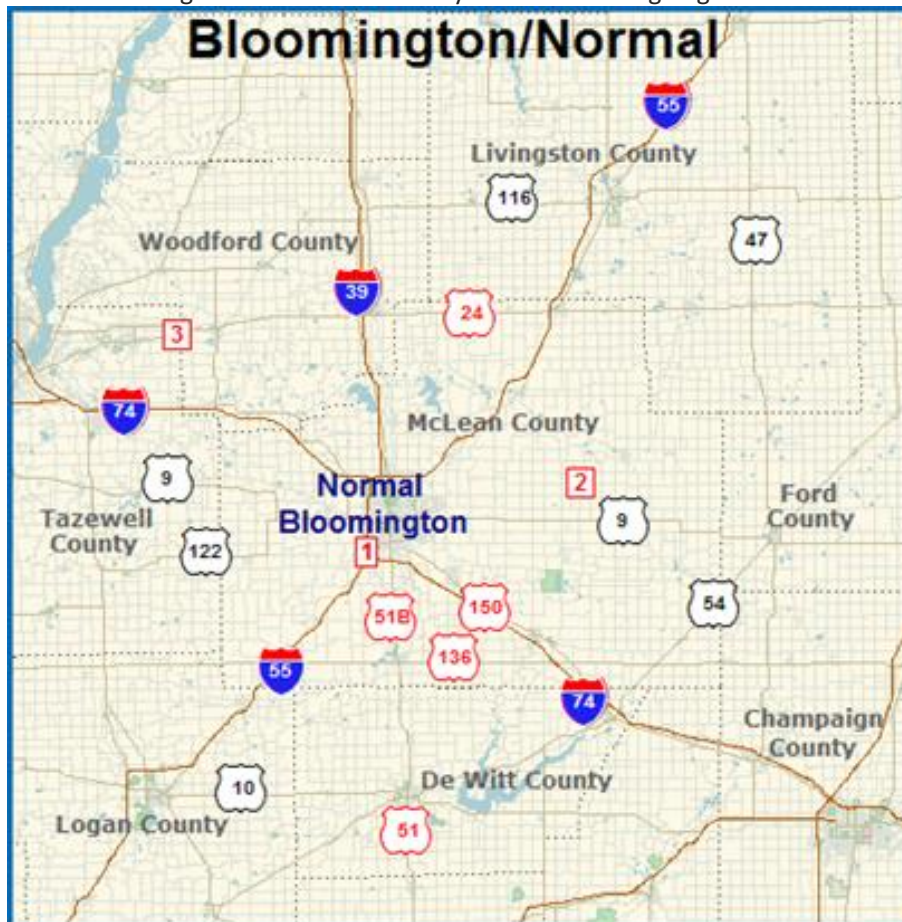 Bloomington/Normal
55
Livingston County
116
47
Woodford County
39
24
3
74
McLean County
9
2
Normal
Bloomington
Tazewell
County
122
9
Ford
County
1
54
150
51B
136
55
74
Champaign
County
De Witt County
10
Logan County
51